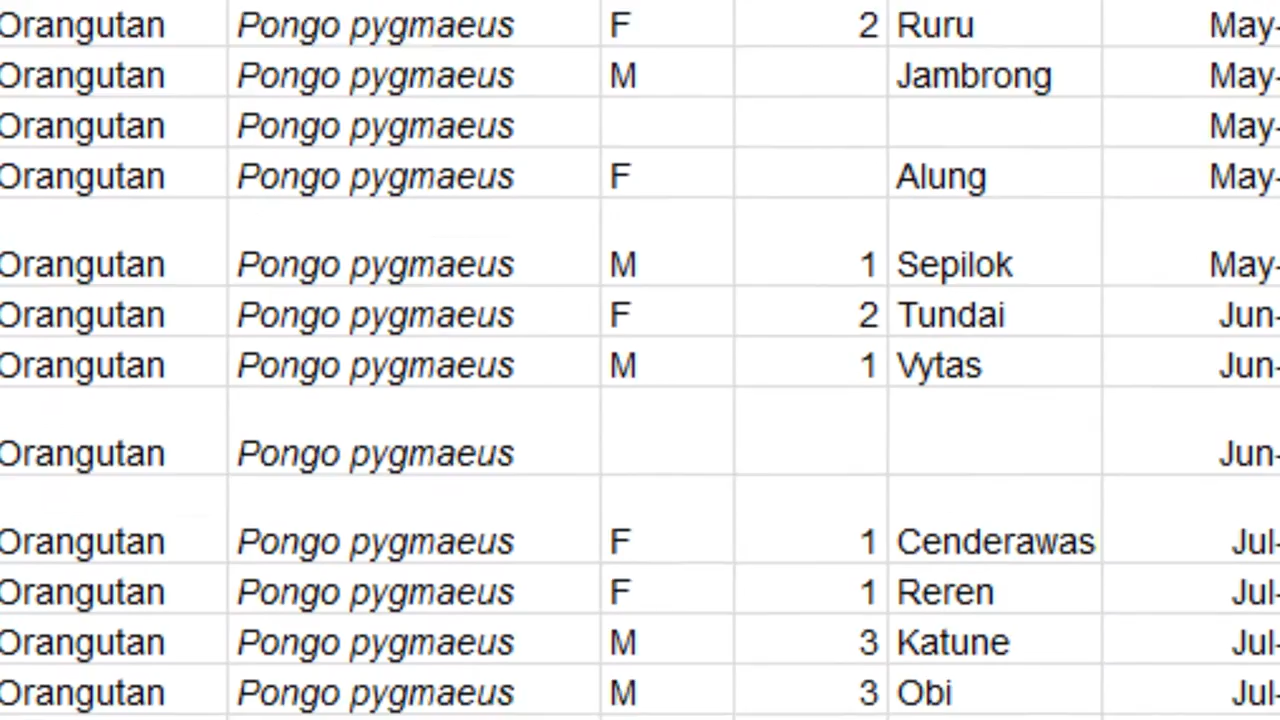 Orangutan Pongo pygmaeus F 2 Ruru May-
Orangutan Pongo pygmaeus M Jambrong May-
Orangutan Pongo pygmaeus May-
Orangutan Pongo pygmaeus F Alung May-
Orangutan Pongo pygmaeus M 1 Sepilok May-
Orangutan Pongo pygmaeus F 2 Tundai Jun-
Orangutan Pongo pygmaeus M 1 Vytas Jun-
Orangutan Pongo pygmaeus Jun-
Orangutan Pongo pygmaeus F 1 Cenderawas Jul-
Orangutan Pongo pygmaeus F 1 Reren Jul-
Orangutan Pongo pygmaeus M 3 Katune Jul-
Orangutan Pongo pygmaeus M 3 Obi Jul-